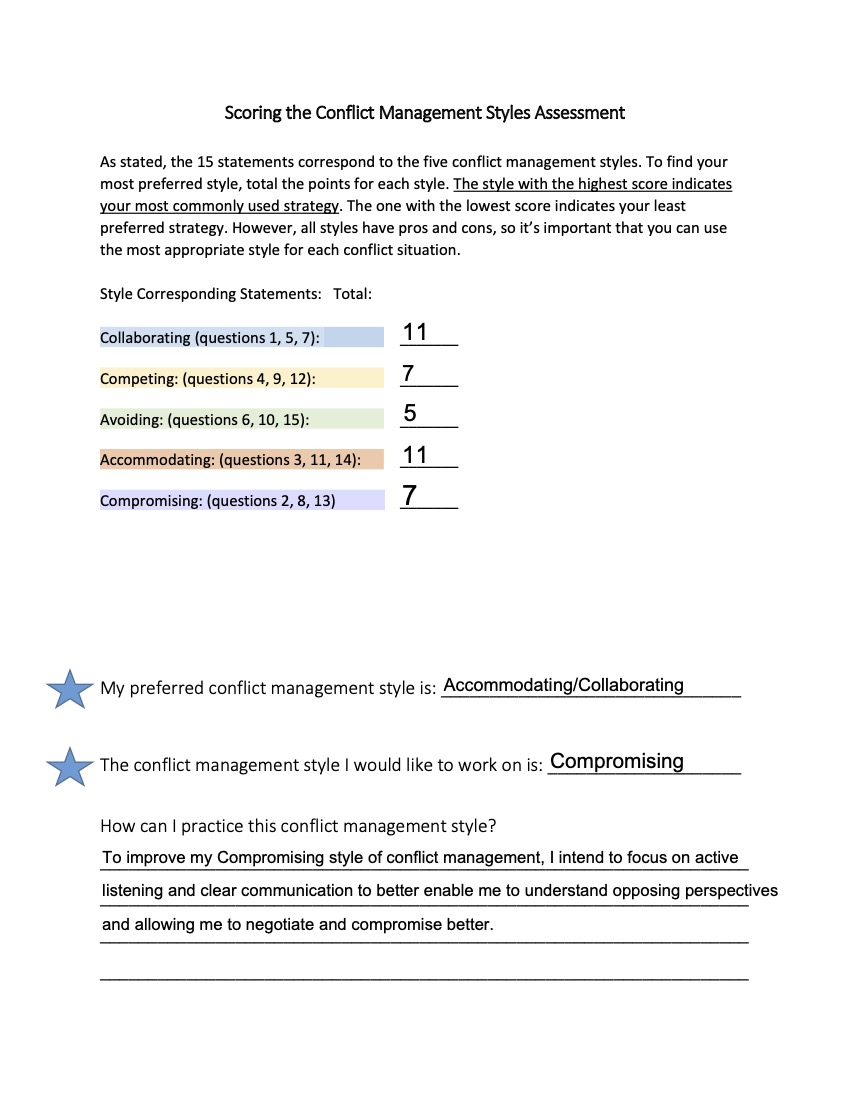 Scoring the Conflict Management Styles Assessment
As stated, the 15 statements correspond to the five conflict management styles. To find your
most preferred style, total the points for each style. The style with the highest score indicates
your most commonly used strategy. The one with the lowest score indicates your least
preferred strategy. However, all styles have pros and cons, so it's important that you can use
the most appropriate style for each conflict situation.
Style Corresponding Statements: Total:
Collaborating (questions 1, 5, 7): 11
Competing: (questions 4, 9, 12): 7
Avoiding: (questions 6, 10, 15): 5
Accommodating: (questions 3, 11, 14): 11
Compromising: (questions 2, 8, 13) 7
My preferred conflict management style is: Accommodating/Collaborating
The conflict management style I would like to work on is: Compromising
How can I practice this conflict management style?
To improve my Compromising style of conflict management, I intend to focus on active
listening and clear communication to better enable me to understand opposing perspectives
and allowing me to negotiate and compromise better.